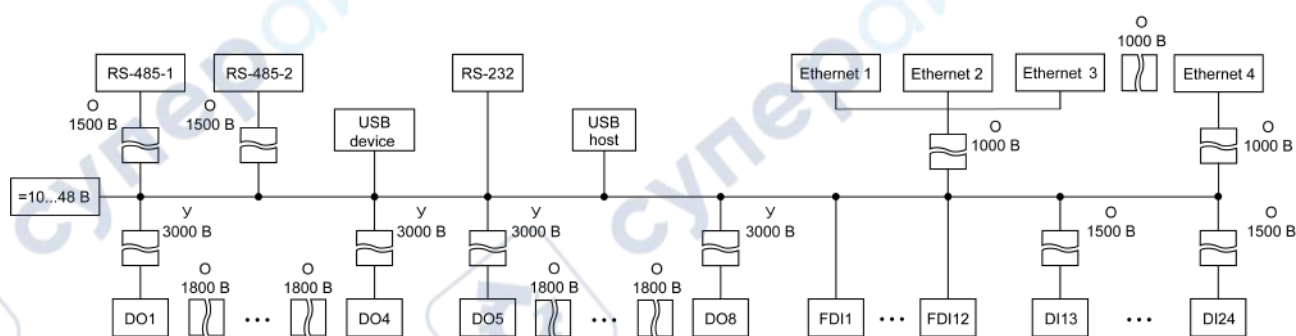 О
1000 В
RS-485-1
RS-485-2
RS-232
Ethernet 1
Ethernet 2
Ethernet 3
Ethernet 4
О
1500 В
О
1500 В
USB
device
USB
host
О
1000 В
О
1000 В
=10...48 В
У
3000 В
У
3000 В
У
3000 В
У
3000 В
О
1500 В
О
1500 В
О
1800 В
О
1800 В
О
1800 В
О
1800 В
DO1
...
DO4
DO5
...
DO8
FDI1
...
FDI12
DI13
...
DI24